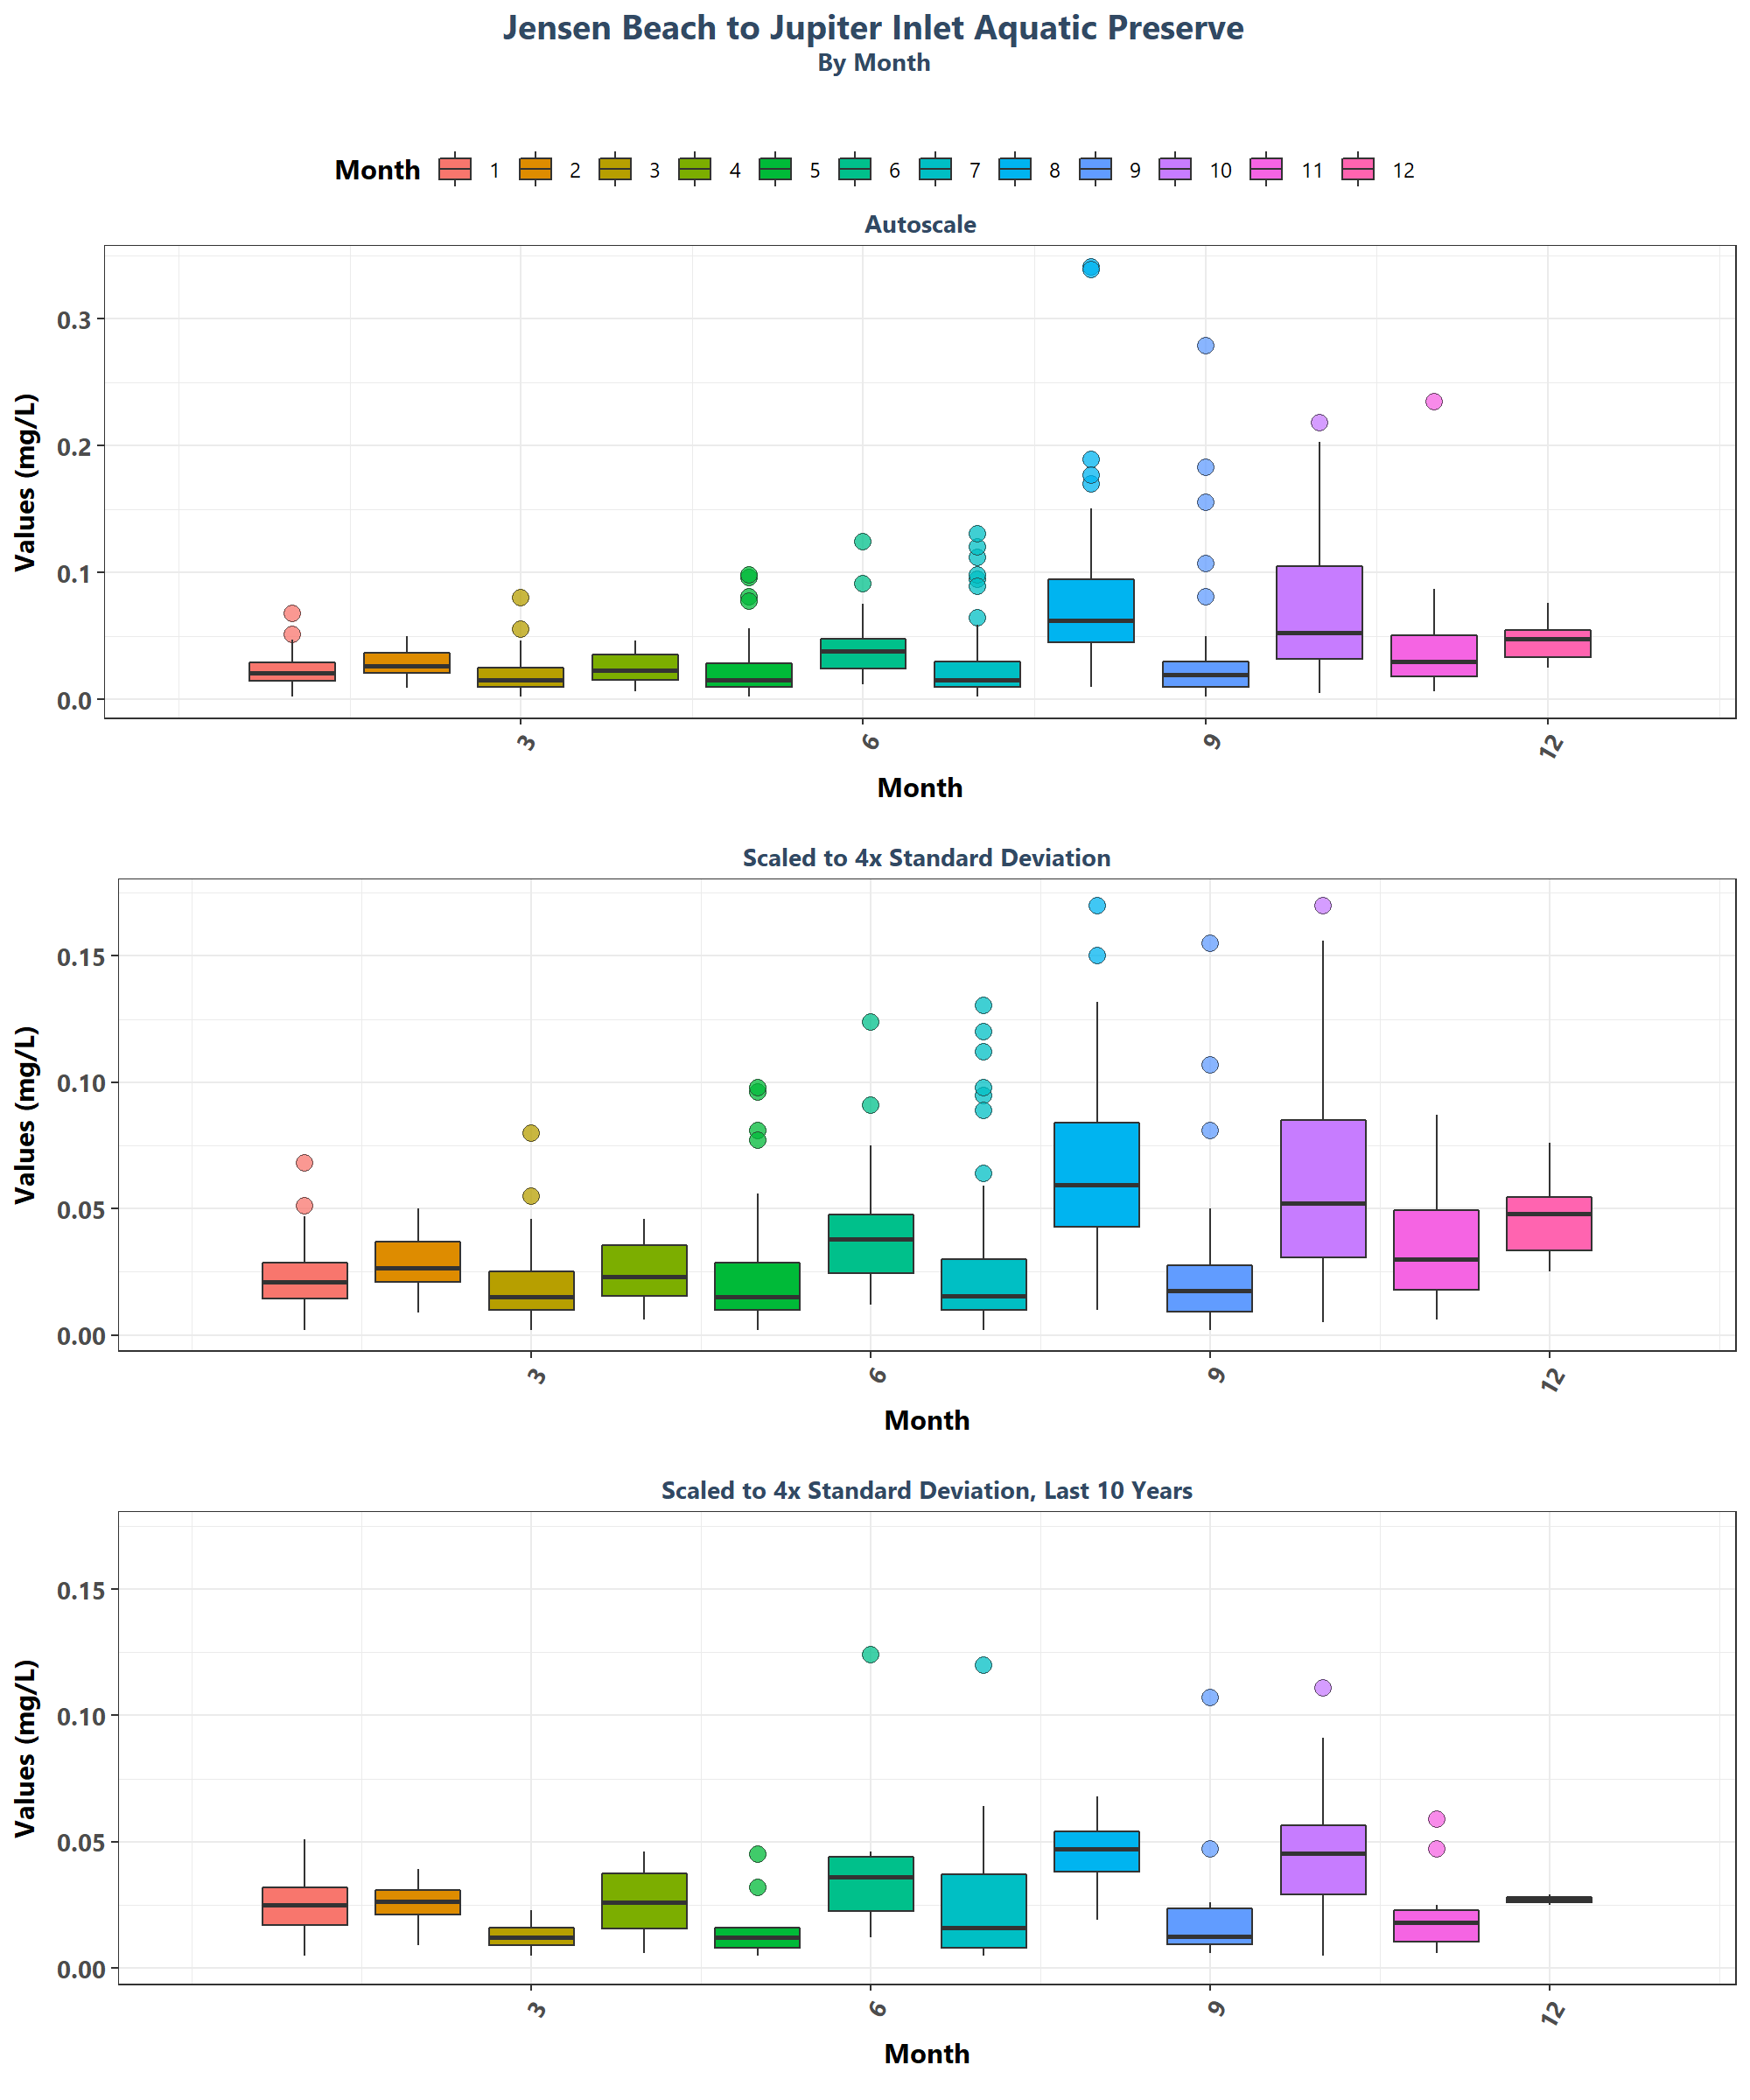 Jensen Beach to Jupiter Inlet Aquatic Preserve
By Month
Month 1 2 3 4 5 6 7 8 9 10 11 12
Autoscale
Values (mg/L)
0.3
0.2
0.1
0.0
3 6 9 12
Month
Scaled to 4x Standard Deviation
Values (mg/L)
0.15
0.10
0.05
0.00
3 6 9 12
Month
Scaled to 4x Standard Deviation, Last 10 Years
Values (mg/L)
0.15
0.10
0.05
0.00
3 6 9 12
Month